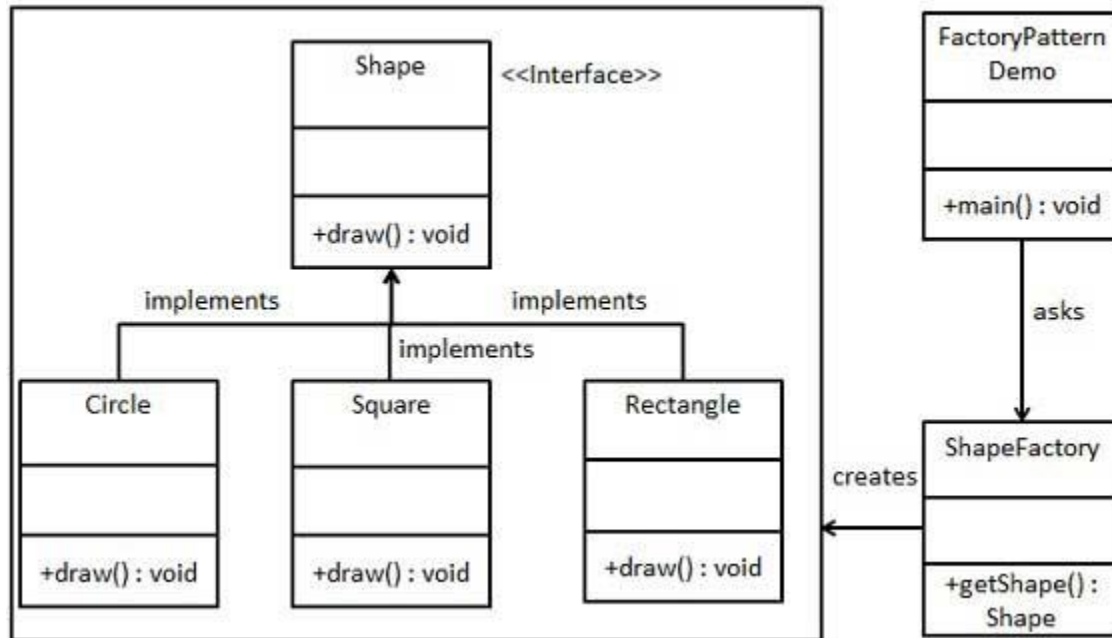 Shape
<<Interface>>
+draw() : void
implements
implements
implements
Circle
+draw() : void
Square
+draw() : void
Rectangle
+draw() : void
FactoryPattern
Demo
+main() : void
asks
ShapeFactory
+getShape() :
Shape
creates